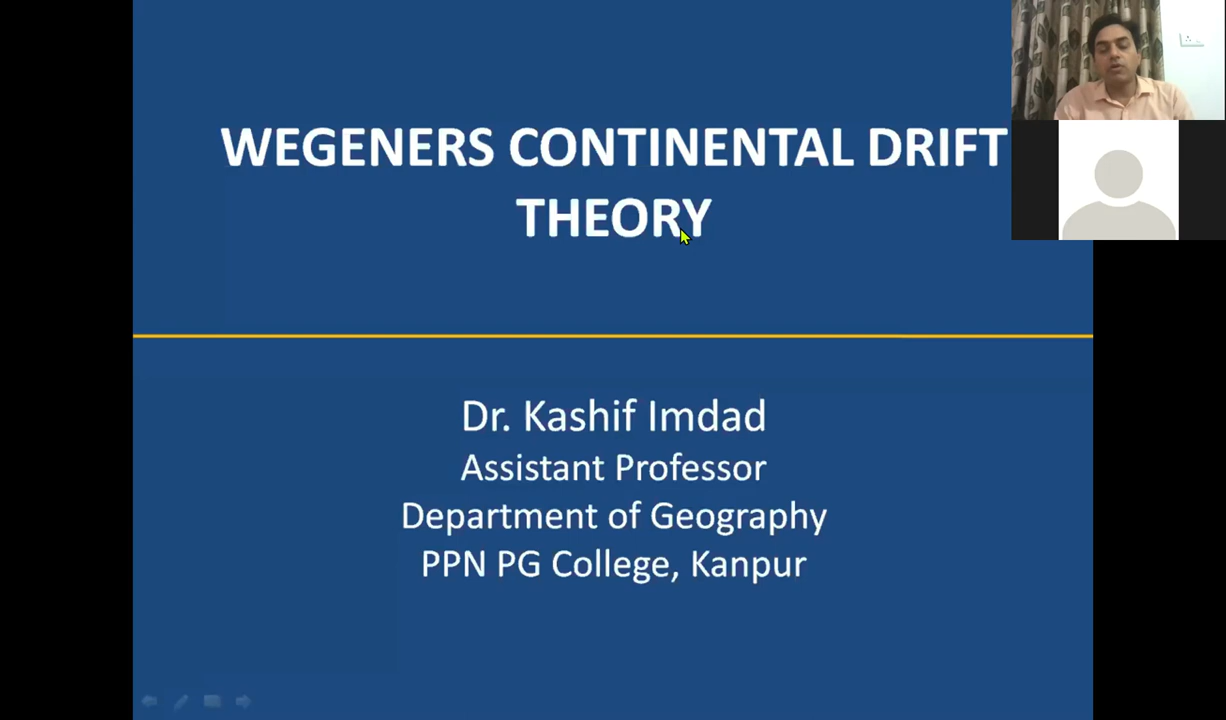 WEGENERS CONTINENTAL DRIFT
THEORY
Dr. Kashif Imdad
Assistant Professor
Department of Geography
PPN PG College, Kanpur